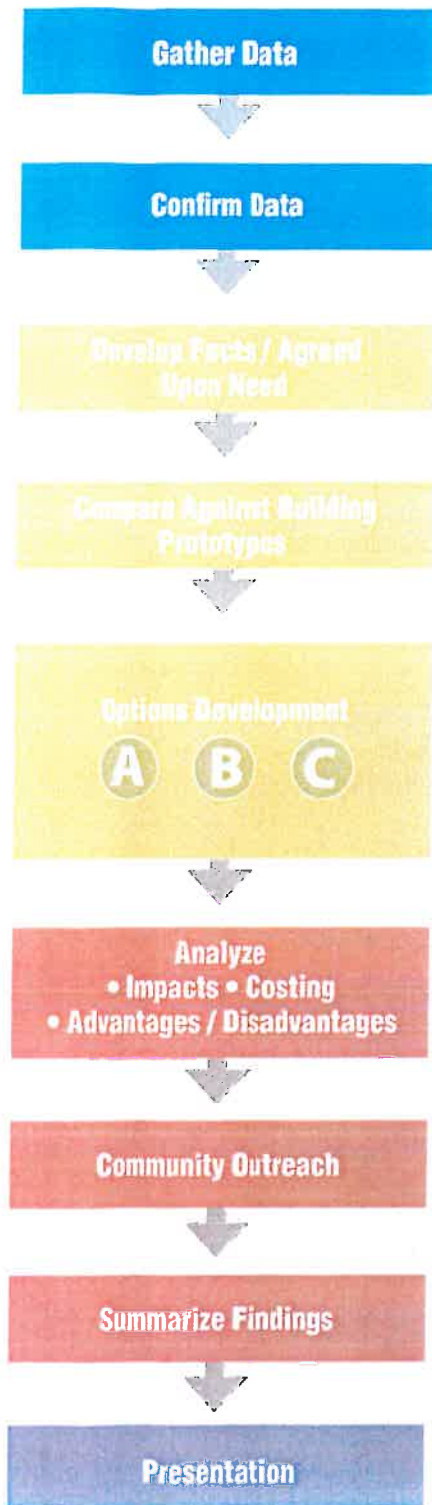 Gather Data
Confirm Data
Develop Facts / Agreed
Upon Need
Compare Against Building
Prototypes
Options Development
A B C
Analyze
• Impacts • Costing
• Advantages / Disadvantages
Community Outreach
Summarize Findings
Presentation